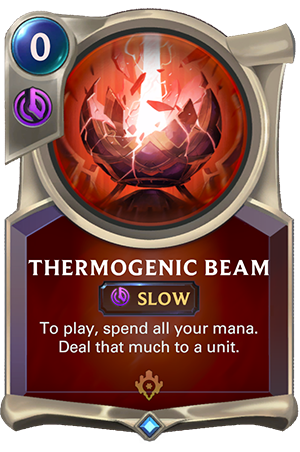 0
THERMOGENIC BEAM
SLOW
To play, spend all your mana.
Deal that much to a unit.